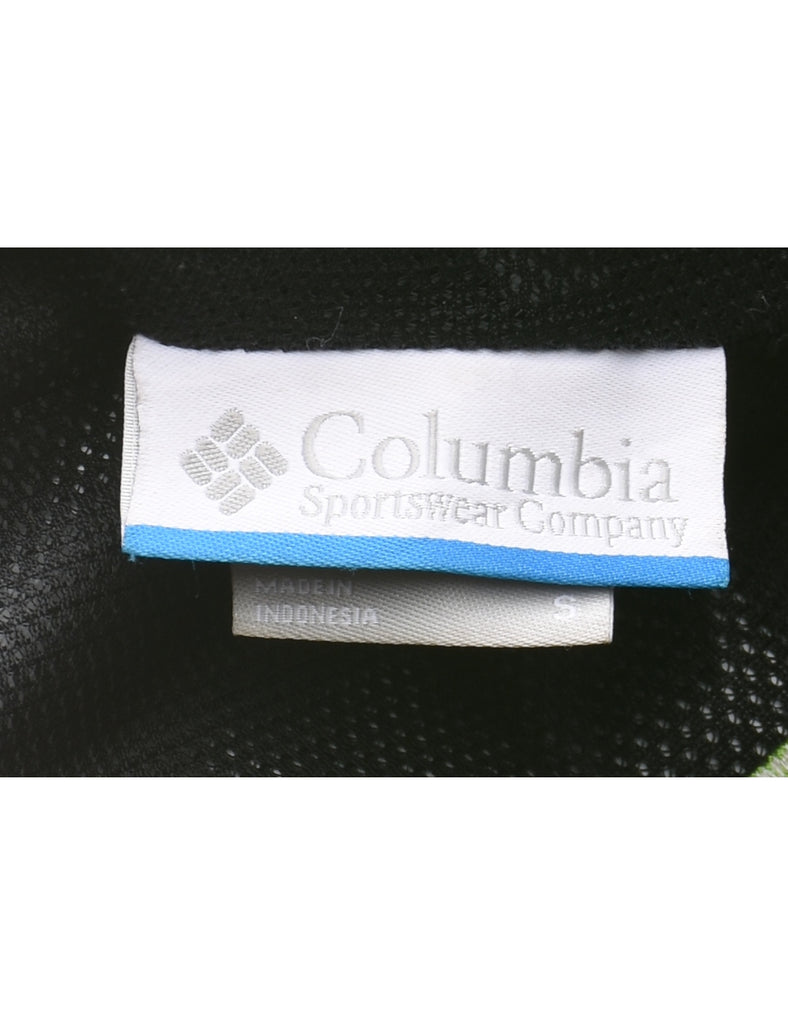 Columbia
Sportswear Company
MADE IN
INDONESIA
S